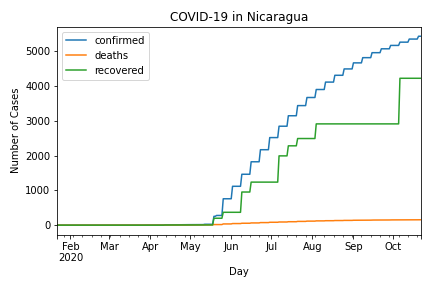 COVID-19 in Nicaragua
confirmed
deaths
recovered
Number of Cases
5000
4000
3000
2000
1000
0
Feb Mar Apr May Jun Jul Aug Sep Oct
2020
Day